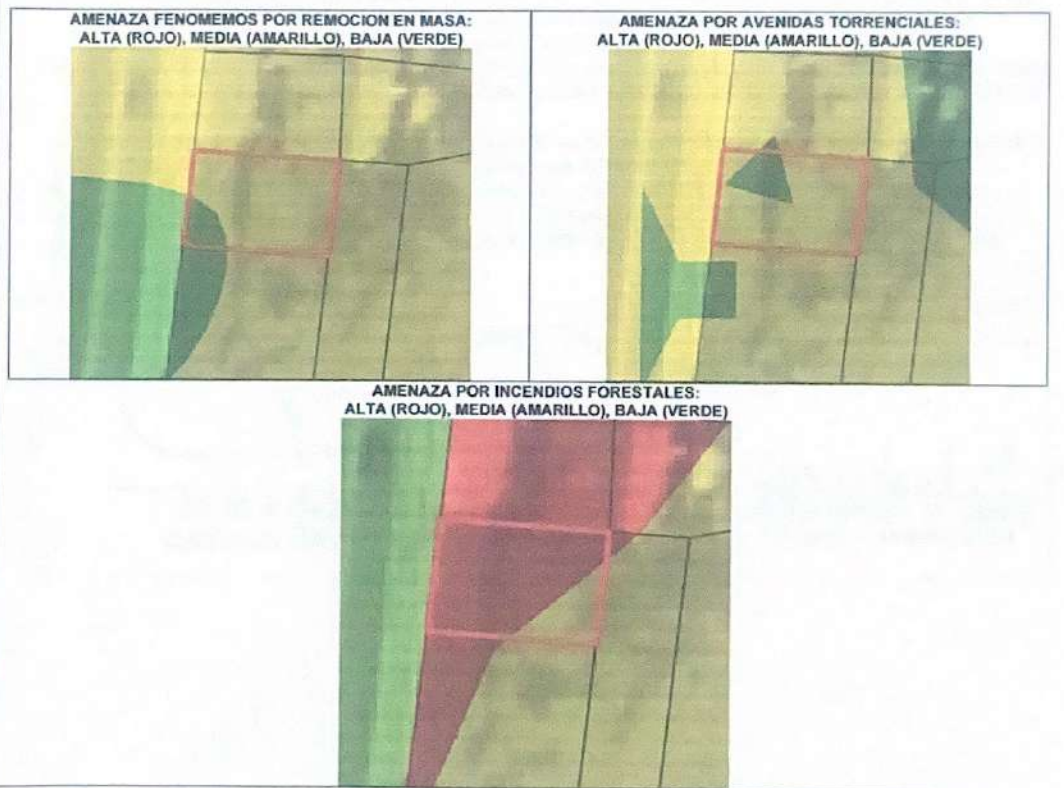 AMENAZA FENOMEMOS POR REMOCION EN MASA:
ALTA (ROJO), MEDIA (AMARILLO), BAJA (VERDE)
AMENAZA POR AVENIDAS TORRENCIALES:
ALTA (ROJO), MEDIA (AMARILLO), BAJA (VERDE)
AMENAZA POR INCENDIOS FORESTALES:
ALTA (ROJO), MEDIA (AMARILLO), BAJA (VERDE)